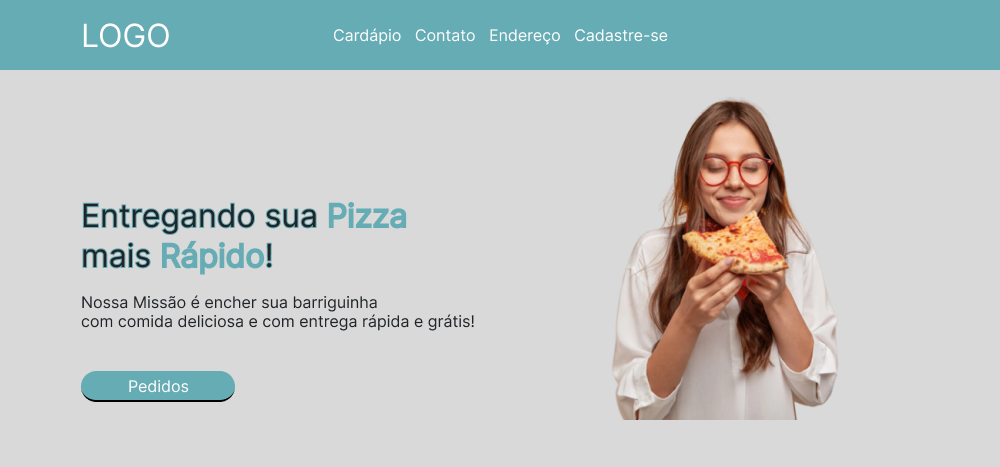 LOGO
Cardápio Contato Endereço Cadastre-se
Entregando sua Pizza
mais Rápido!
Nossa Missão é encher sua barriguinha
com comida deliciosa e com entrega rápida e grátis!
Pedidos